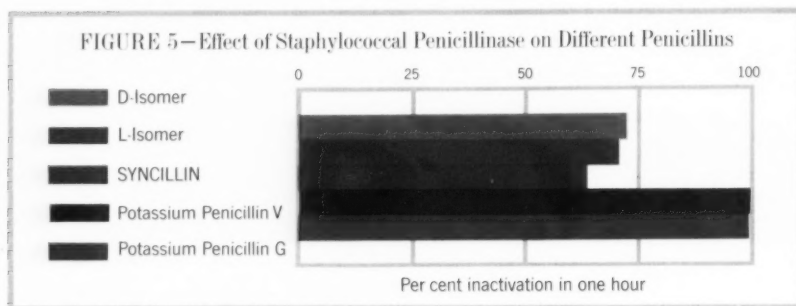 FIGURE 5—Effect of Staphylococcal Penicillinase on Different Penicillins
0 25 50 75 100
D-Isomer
L-Isomer
SYNCILLIN
Potassium Penicillin V
Potassium Penicillin G
Per cent inactivation in one hour